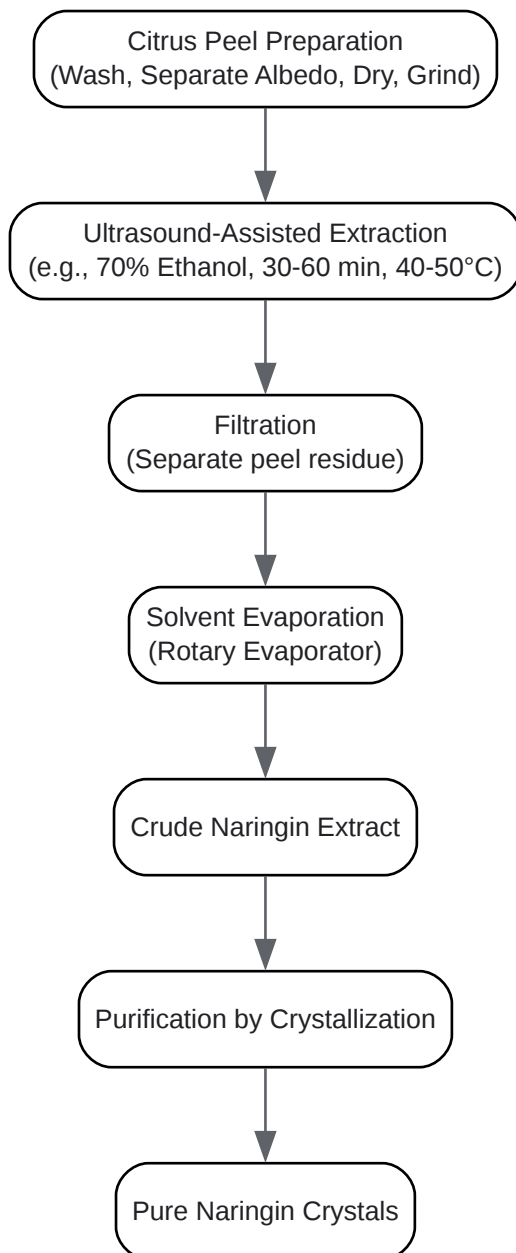 Citrus Peel Preparation
(Wash, Separate Albedo, Dry, Grind)
Ultrasound-Assisted Extraction
(e.g., 70% Ethanol, 30-60 min, 40-50°C)
Filtration
(Separate peel residue)
Solvent Evaporation
(Rotary Evaporator)
Crude Naringin Extract
Purification by Crystallization
Pure Naringin Crystals